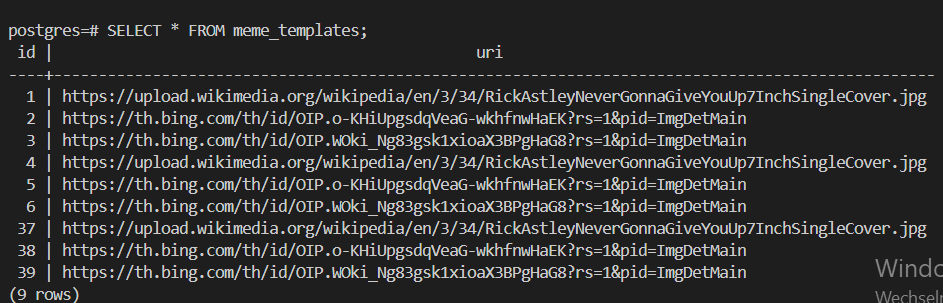 postgres=# SELECT * FROM meme_templates;
 id |                                          uri
----+---------------------------------------------------------------------------------------
  1 | https://upload.wikimedia.org/wikipedia/en/3/34/RickAstleyNeverGonnaGiveYouUp7InchSingleCover.jpg
  2 | https://th.bing.com/th/id/OIP.o-KHiUpgsdqVeaG-wkhfnwHaEK?rs=1&pid=ImgDetMain
  3 | https://th.bing.com/th/id/OIP.WOki_Ng83gsk1xioaX3BPgHaG8?rs=1&pid=ImgDetMain
  4 | https://upload.wikimedia.org/wikipedia/en/3/34/RickAstleyNeverGonnaGiveYouUp7InchSingleCover.jpg
  5 | https://th.bing.com/th/id/OIP.o-KHiUpgsdqVeaG-wkhfnwHaEK?rs=1&pid=ImgDetMain
  6 | https://th.bing.com/th/id/OIP.WOki_Ng83gsk1xioaX3BPgHaG8?rs=1&pid=ImgDetMain
 37 | https://upload.wikimedia.org/wikipedia/en/3/34/RickAstleyNeverGonnaGiveYouUp7InchSingleCover.jpg
 38 | https://th.bing.com/th/id/OIP.o-KHiUpgsdqVeaG-wkhfnwHaEK?rs=1&pid=ImgDetMain
 39 | https://th.bing.com/th/id/OIP.WOki_Ng83gsk1xioaX3BPgHaG8?rs=1&pid=ImgDetMain
(9 rows)
Windo
Wechseln